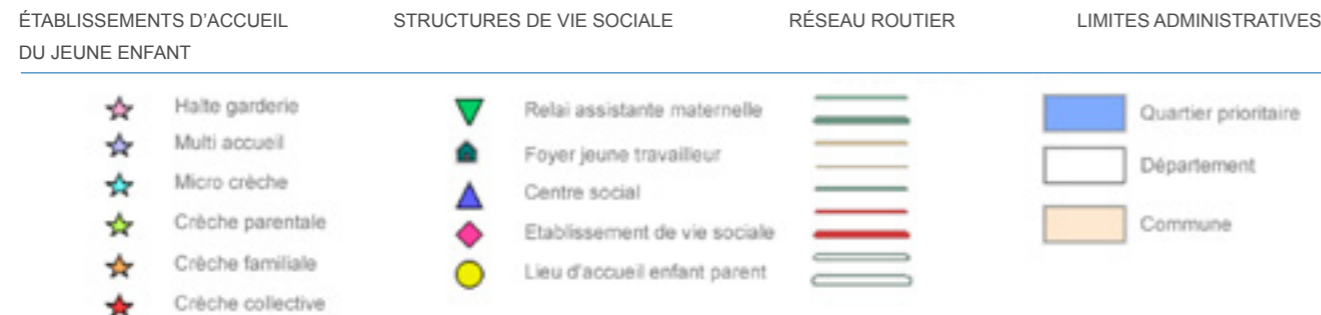 ÉTABLISSEMENTS D'ACCUEIL
DU JEUNE ENFANT
Halte garderie
Multi accueil
Micro crèche
Crèche parentale
Crèche familiale
Crèche collective
STRUCTURES DE VIE SOCIALE
Relai assistante maternelle
Foyer jeune travailleur
Centre social
Etablissement de vie sociale
Lieu d'accueil enfant parent
RÉSEAU ROUTIER
LIMITES ADMINISTRATIVES
Quartier prioritaire
Département
Commune